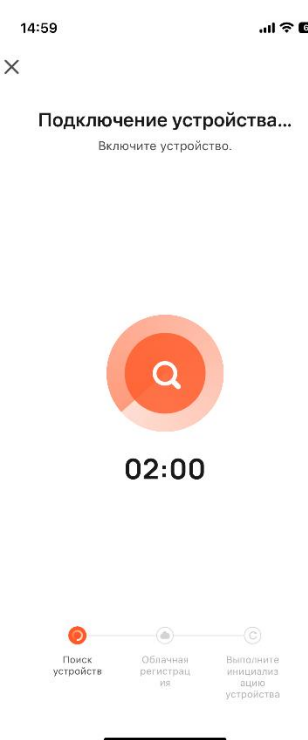 14:59
Подключение устройства...
Включите устройство.
02:00
Поиск
устройств
Облачная
регистрац
ия
Выполните
инициализ
ацию
устройства